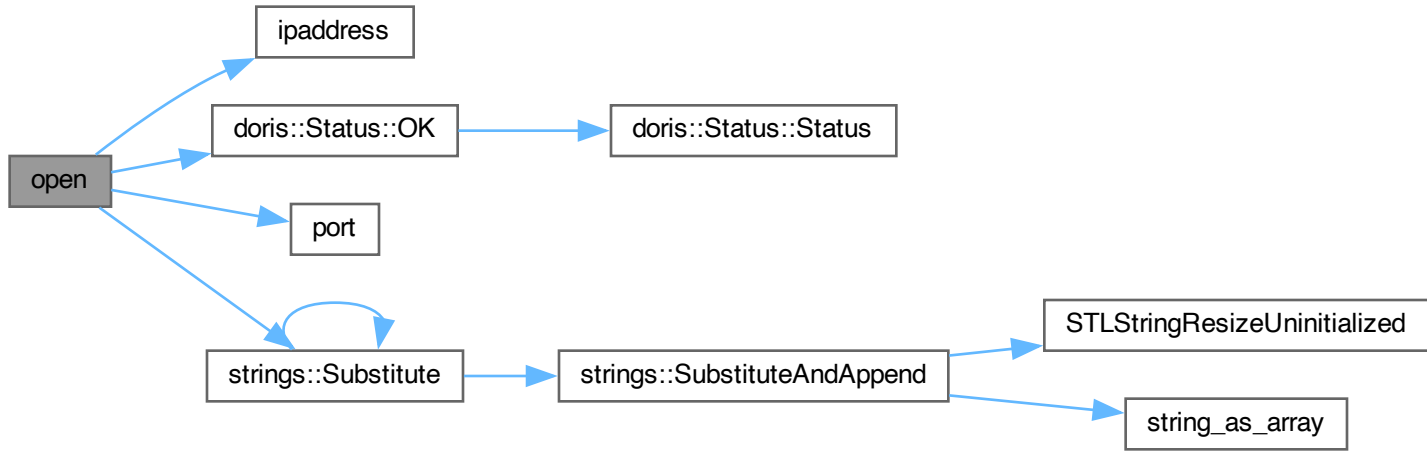 ipaddress
doris::Status::OK
doris::Status::Status
open
port
STLStringResizeUninitialized
strings::Substitute
strings::SubstituteAndAppend
string_as_array